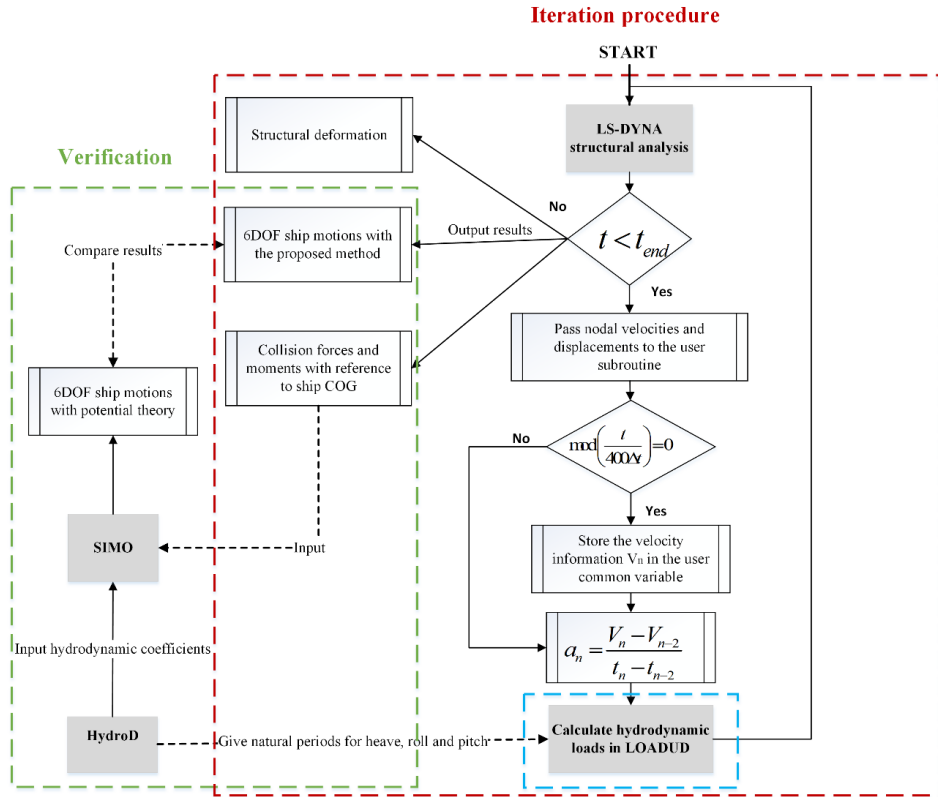 Iteration procedure
START
LS-DYNA
structural analysis
Structural deformation
Verification
No
t < t_end
6DOF ship motions with
the proposed method
Output results
Compare results
Yes
Pass nodal velocities and
displacements to the user
subroutine
Collision forces and
moments with reference
to ship COG
6DOF ship motions
with potential theory
No
mod(t/400Δt)=0
Yes
Store the velocity
information Vn in the user
common variable
SIMO
Input
a_n = (V_n − V_{n−2})/(t_n − t_{n−2})
Input hydrodynamic coefficients
HydroD
Give natural periods for heave, roll and pitch
Calculate hydrodynamic
loads in LOADUD